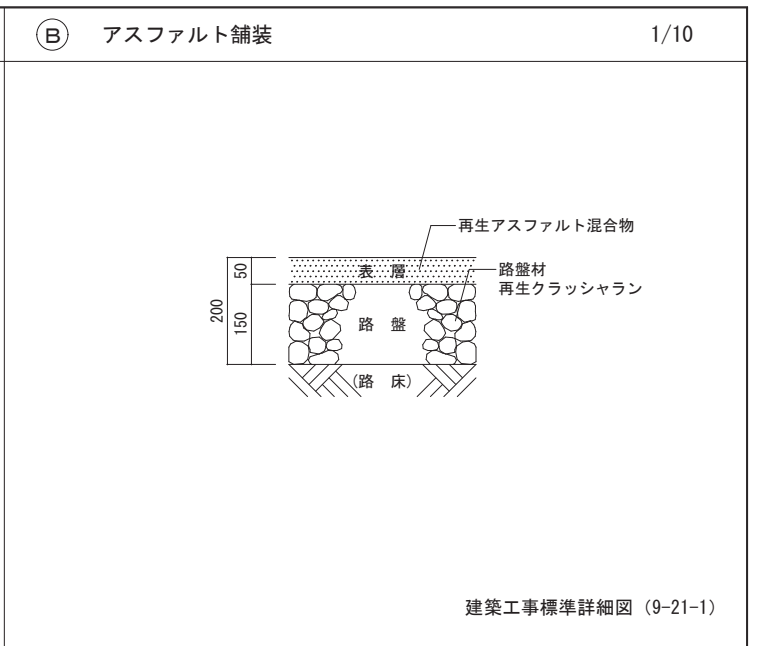 B アスファルト舗装 1/10
再生アスファルト混合物
表 層
路盤材
再生クラッシャラン
50
200
150
路 盤
(路 床)
建築工事標準詳細図 (9-21-1)